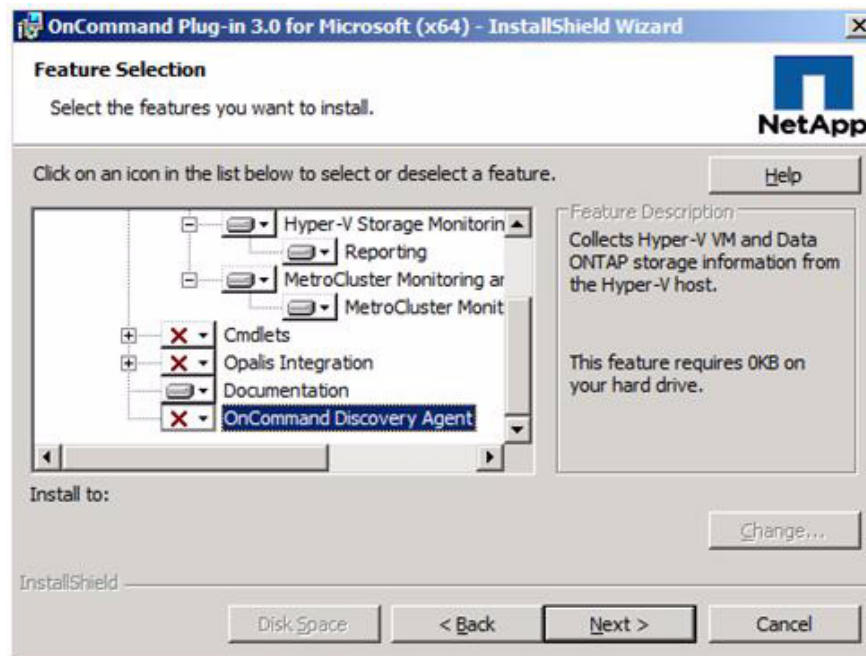 OnCommand Plug-in 3.0 for Microsoft (x64) - InstallShield Wizard
Feature Selection
Select the features you want to install.
NetApp
Click on an icon in the list below to select or deselect a feature.
Help
Hyper-V Storage Monitorin
Reporting
MetroCluster Monitoring ar
MetroCluster Monit
Cmdlets
Opalis Integration
Documentation
OnCommand Discovery Agent
Feature Description
Collects Hyper-V VM and Data
ONTAP storage information from
the Hyper-V host.
This feature requires 0KB on
your hard drive.
Install to:
Change...
InstallShield
Disk Space
< Back
Next >
Cancel